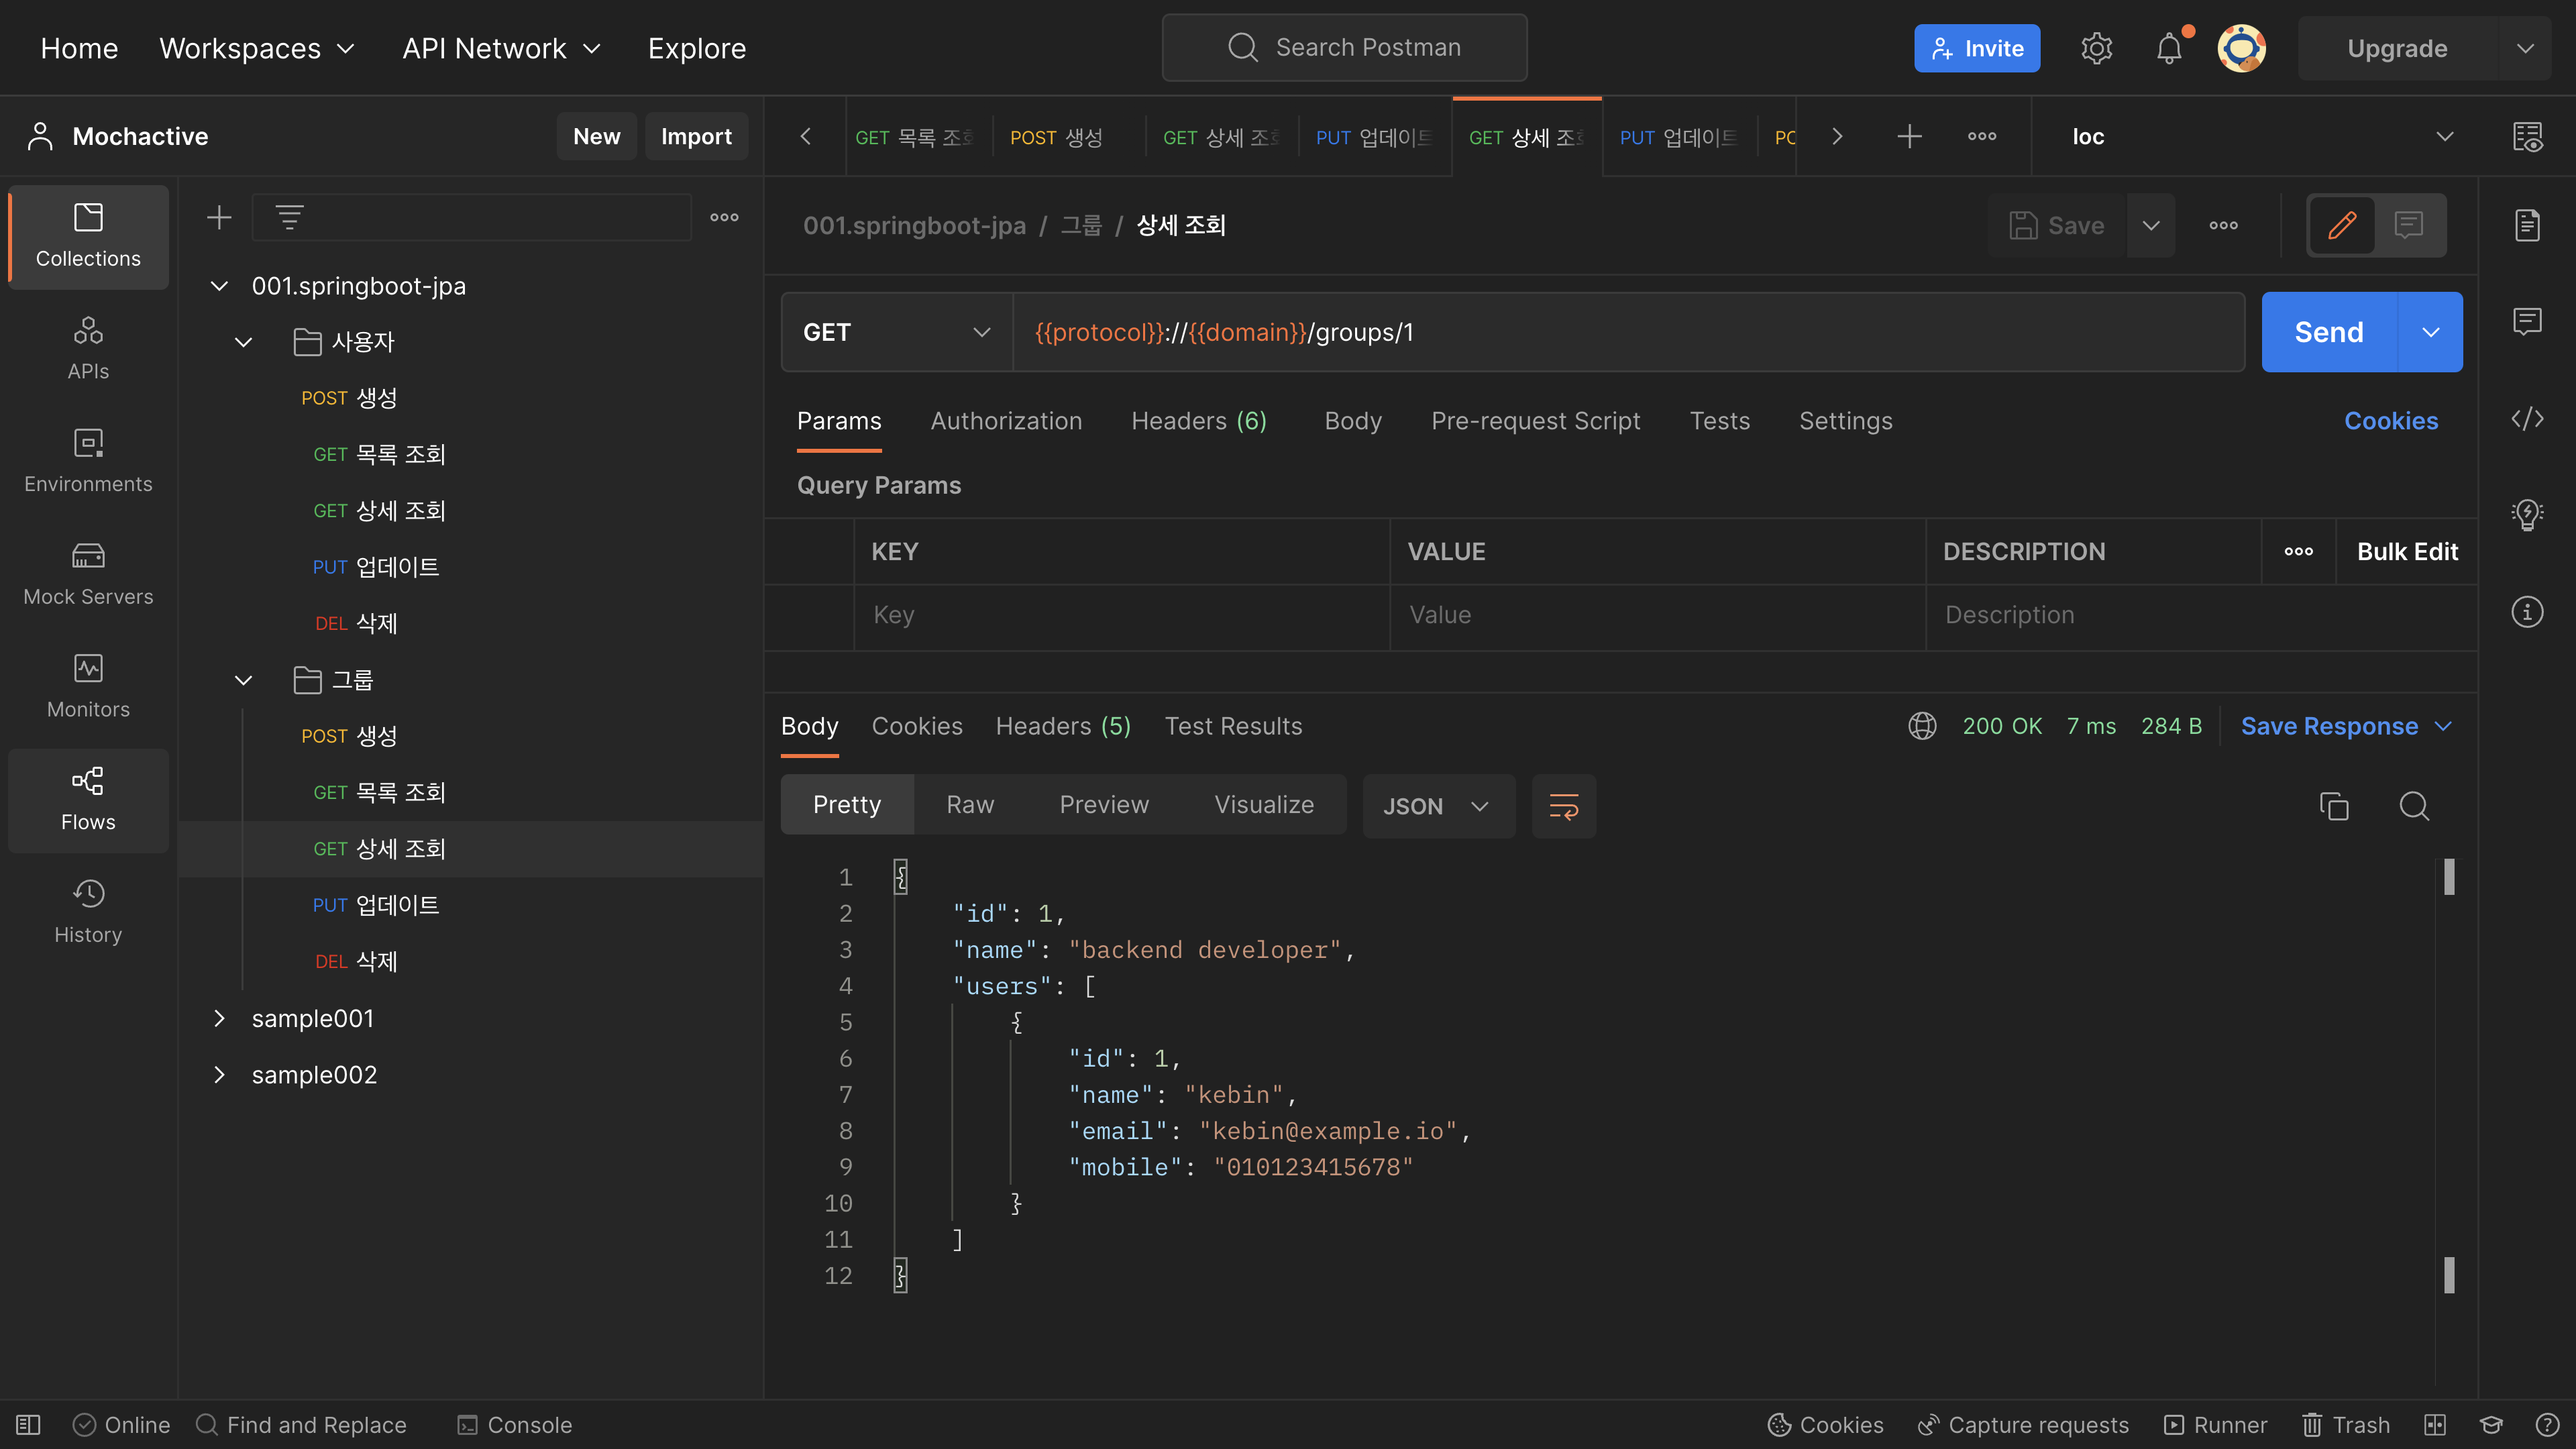 Home Workspaces API Network Explore Search Postman Invite Upgrade
Mochactive New Import
GET 목록 조회 POST 생성 GET 상세 조 PUT 업데이트 GET 상세 조 PUT 업데이트 loc
Collections
APIs
Environments
Mock Servers
Monitors
Flows
History
001.springboot-jpa
사용자
POST 생성
GET 목록 조회
GET 상세 조회
PUT 업데이트
DEL 삭제
그룹
POST 생성
GET 목록 조회
GET 상세 조회
PUT 업데이트
DEL 삭제
sample001
sample002
001.springboot-jpa / 그룹 / 상세 조회 Save
GET {{protocol}}://{{domain}}/groups/1 Send
Params Authorization Headers (6) Body Pre-request Script Tests Settings Cookies
Query Params
KEY VALUE DESCRIPTION Bulk Edit
Key Value Description
Body Cookies Headers (5) Test Results 200 OK 7 ms 284 B Save Response
Pretty Raw Preview Visualize JSON
1 {
2 "id": 1,
3 "name": "backend developer",
4 "users": [
5 {
6 "id": 1,
7 "name": "kebin",
8 "email": "kebin@example.io",
9 "mobile": "010123415678"
10 }
11 ]
12 }
Online Find and Replace Console Cookies Capture requests Runner Trash